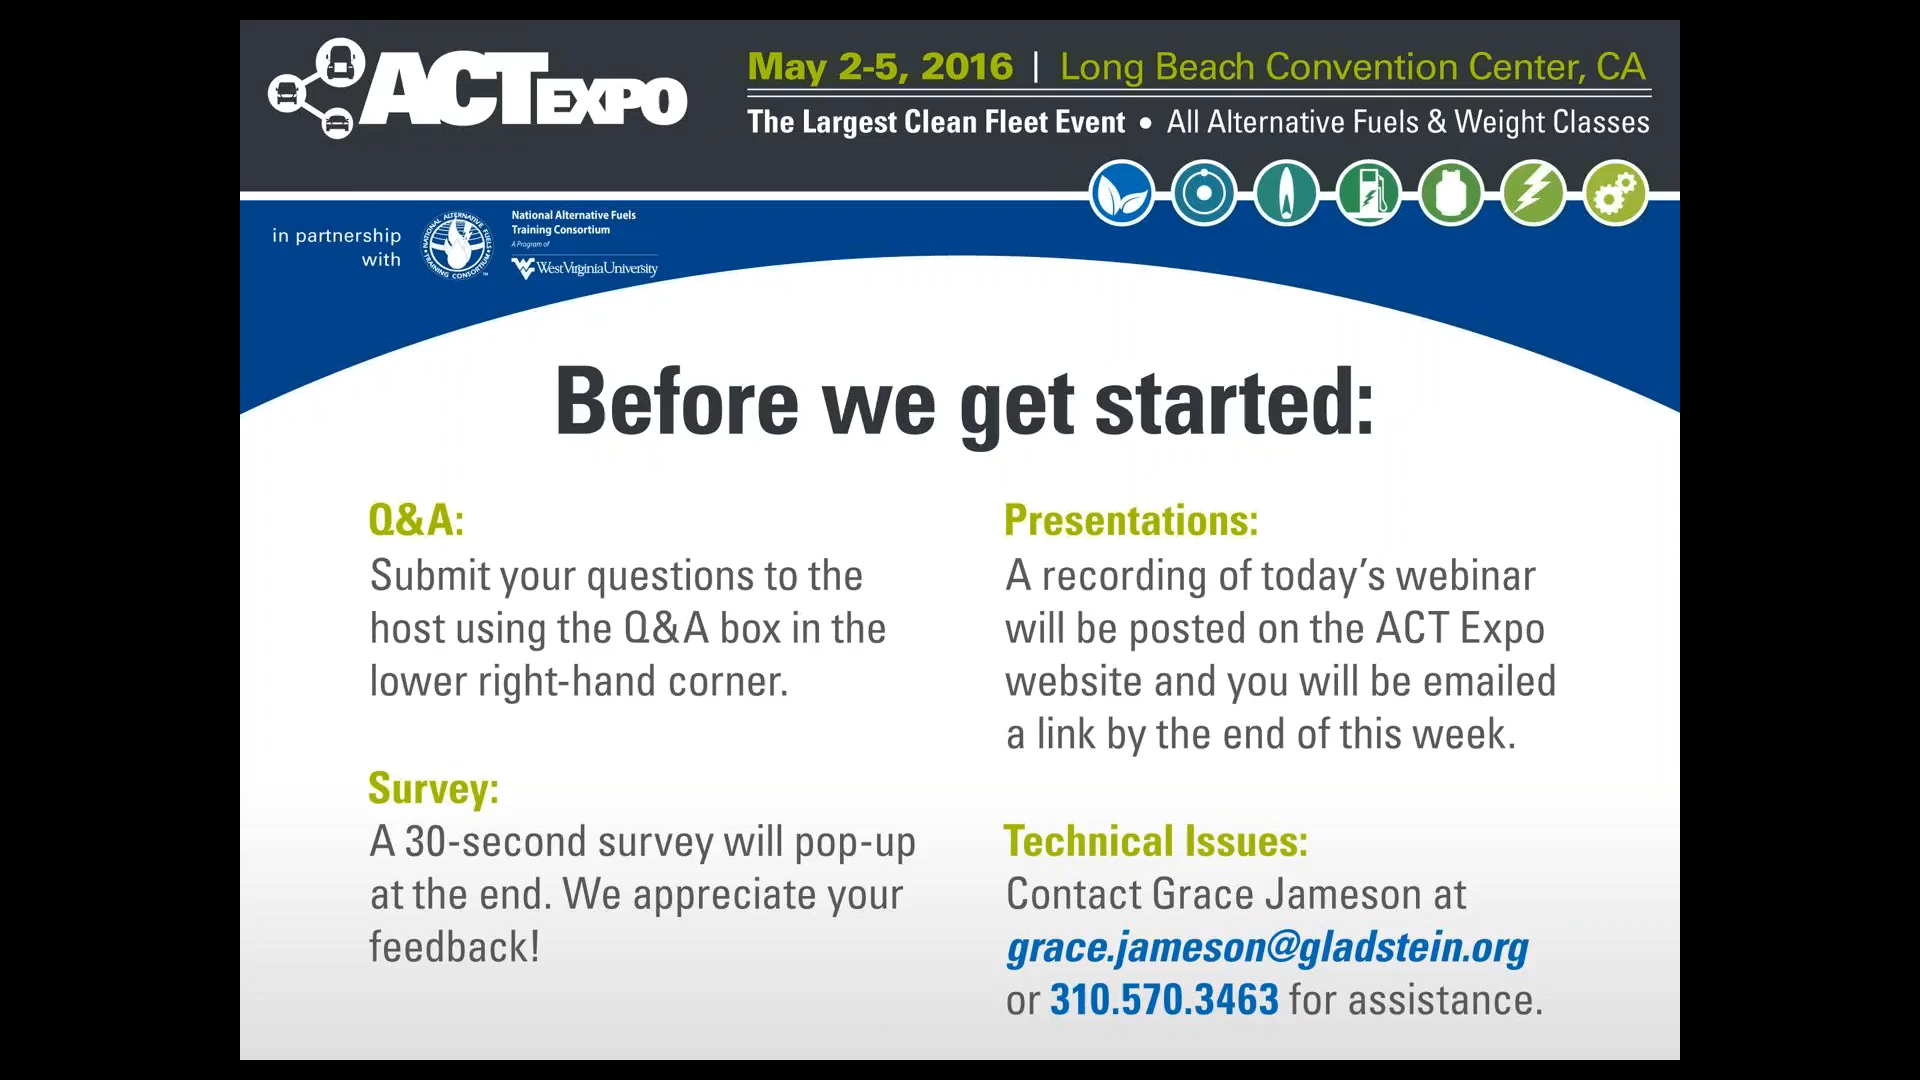 ACT EXPO
May 2-5, 2016 | Long Beach Convention Center, CA
The Largest Clean Fleet Event • All Alternative Fuels & Weight Classes
in partnership
with
NATIONAL ALTERNATIVE FUELS
TRAINING CONSORTIUM
National Alternative Fuels
Training Consortium
A Program of
WestVirginiaUniversity
Before we get started:
Q&A:
Submit your questions to the
host using the Q&A box in the
lower right-hand corner.
Survey:
A 30-second survey will pop-up
at the end. We appreciate your
feedback!
Presentations:
A recording of today’s webinar
will be posted on the ACT Expo
website and you will be emailed
a link by the end of this week.
Technical Issues:
Contact Grace Jameson at
grace.jameson@gladstein.org
or 310.570.3463 for assistance.